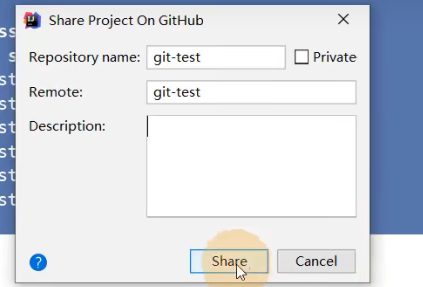 Share Project On GitHub
Repository name: git-test Private
Remote: git-test
Description:
Share Cancel